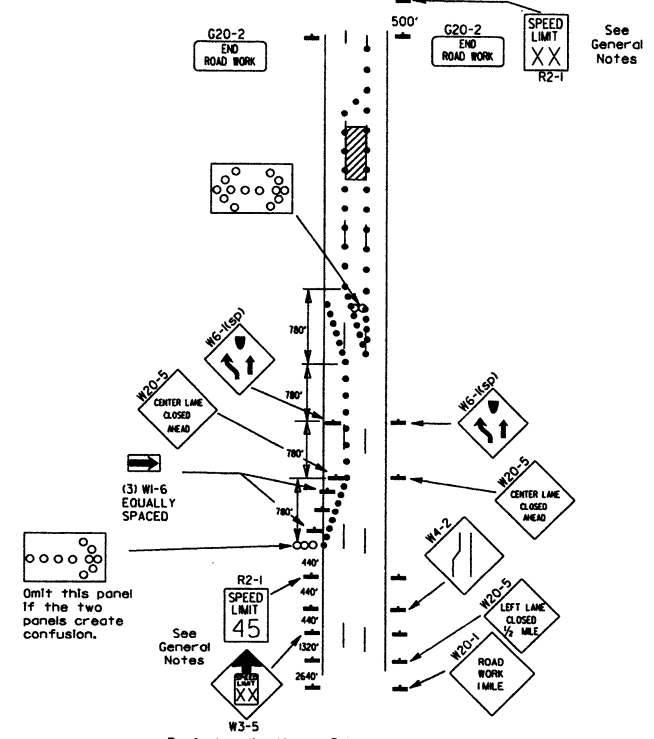 500'
SPEED
LIMIT
XX
R2-1
See
General
Notes
G20-2
END
ROAD WORK
G20-2
END
ROAD WORK
780'
W6-1(sp)
780'
W20-5
CENTER LANE
CLOSED
AHEAD
W6-1(sp)
780'
(3) W1-6
EQUALLY
SPACED
W20-5
CENTER LANE
CLOSED
AHEAD
780'
W4-2
Omit this panel
if the two
panels create
confusion.
440'
R2-1
SPEED
LIMIT
45
440'
W20-5
LEFT LANE
CLOSED
1/2 MILE
440'
See
General
Notes
1320'
W20-1
ROAD
WORK
1 MILE
2640'
SPEED
LIMIT
XX
W3-5